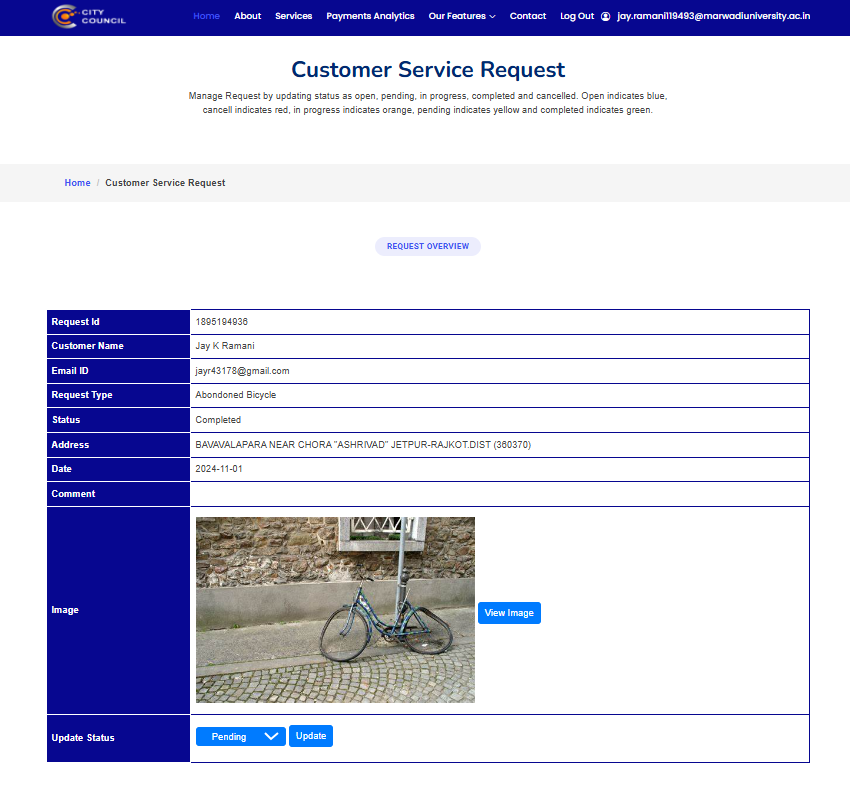 CITY COUNCIL
Home About Services Payments Analytics Our Features Contact Log Out jay.ramani119493@marwadiuniversity.ac.in
Customer Service Request
Manage Request by updating status as open, pending, in progress, completed and cancelled. Open indicates blue,
cancell indicates red, in progress indicates orange, pending indicates yellow and completed indicates green.
Home / Customer Service Request
REQUEST OVERVIEW
Request Id 1895194936
Customer Name Jay K Ramani
Email ID jayr43178@gmail.com
Request Type Abondoned Bicycle
Status Completed
Address BAVAVALAPARA NEAR CHORA "ASHRIVAD" JETPUR-RAJKOT.DIST (360370)
Date 2024-11-01
Comment
Image View Image
Update Status Pending Update